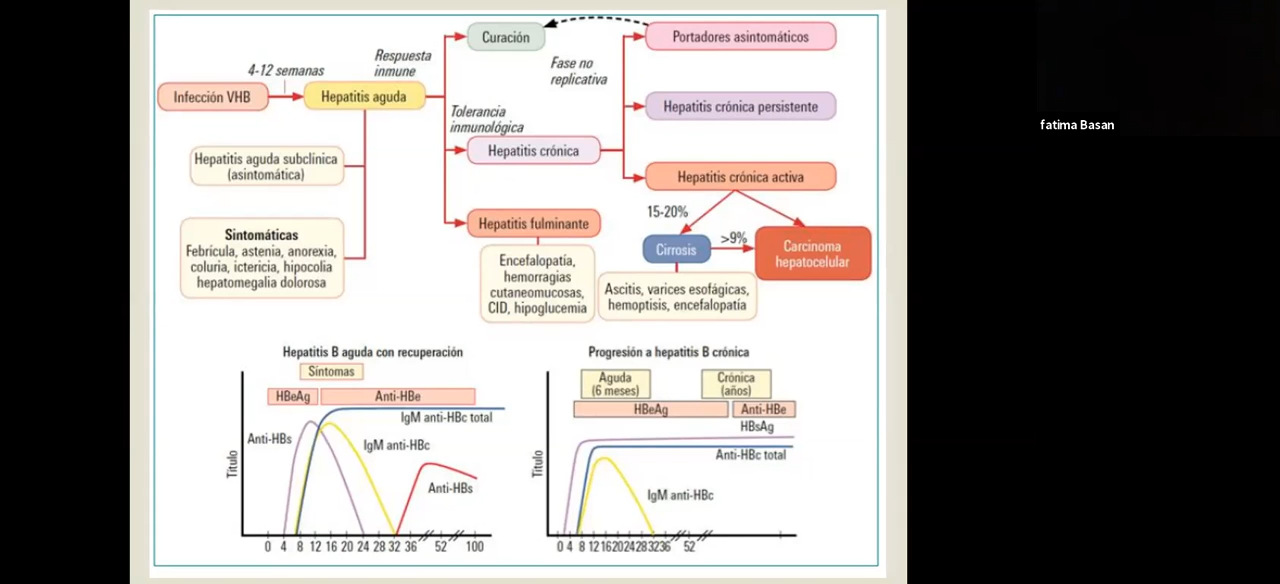 Curación
Portadores asintomáticos
Respuesta
inmune
Fase no
replicativa
4-12 semanas
Infección VHB
Hepatitis aguda
Hepatitis crónica persistente
Tolerancia
inmunológica
Hepatitis crónica
Hepatitis aguda subclínica
(asintomática)
Hepatitis crónica activa
15-20%
Sintomáticas
Febrícula, astenia, anorexia,
coluria, ictericia, hipocolia
hepatomegalia dolorosa
Hepatitis fulminante
Encefalopatía,
hemorragias
cutaneomucosas,
CID, hipoglucemia
Cirrosis
>9%
Carcinoma
hepatocelular
Ascitis, varices esofágicas,
hemoptisis, encefalopatía
Hepatitis B aguda con recuperación
Síntomas
HBeAg
Anti-HBe
IgM anti-HBc total
Anti-HBs
IgM anti-HBc
Anti-HBs
Título
0 4 8 12 16 20 24 28 32 36 52 100
Progresión a hepatitis B crónica
Aguda
(6 meses)
Crónica
(años)
HBeAg
Anti-HBe
HBsAg
Anti-HBc total
IgM anti-HBc
Título
0 4 8 12 16 20 24 28 32 36 52
fatima Basan